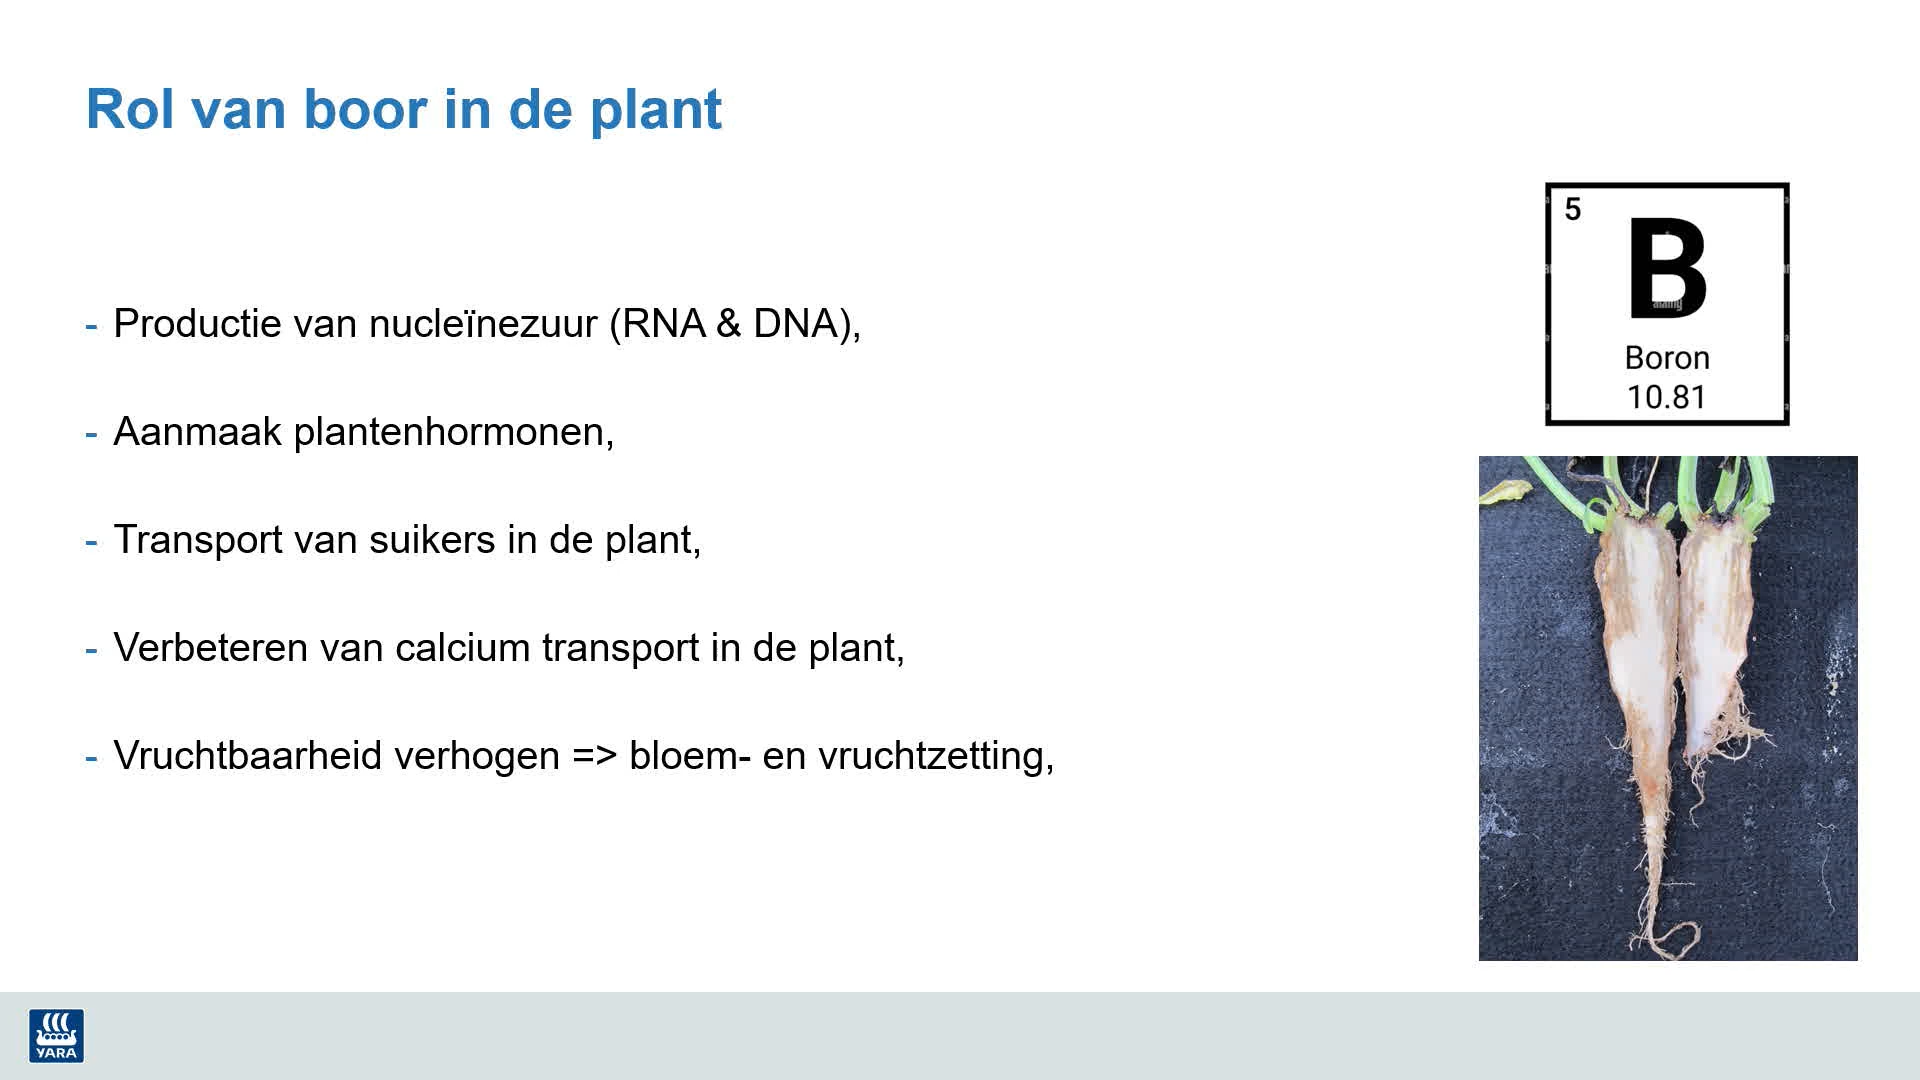 Rol van boor in de plant
- Productie van nucleïnezuur (RNA & DNA),
- Aanmaak plantenhormonen,
- Transport van suikers in de plant,
- Verbeteren van calcium transport in de plant,
- Vruchtbaarheid verhogen => bloem- en vruchtzetting,
5
B
alamy
Boron
10.81
YARA